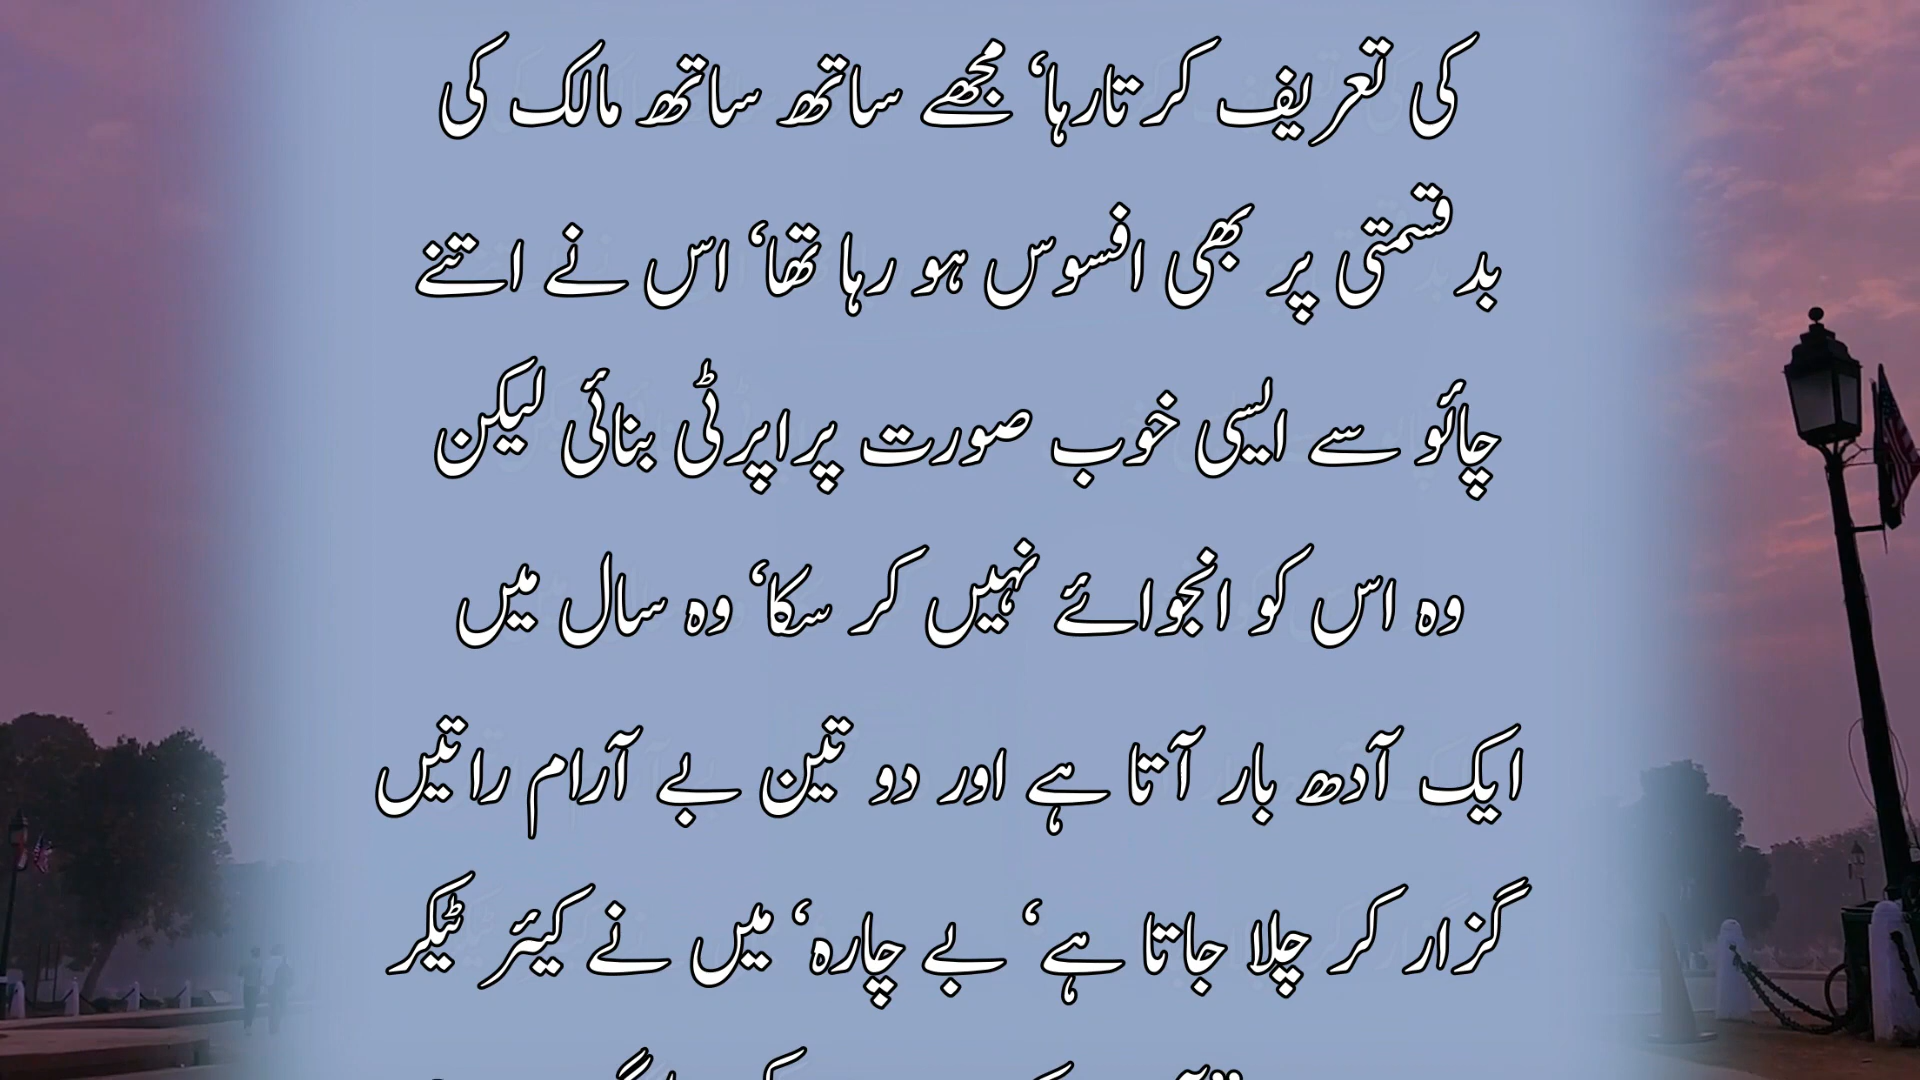 کی تعریف کرتارہا‘ مجھے ساتھ ساتھ مالک کی
بدقسمتی پر بھی افسوس ہو رہا تھا‘ اس نے اتنے
چائو سے ایسی خوب صورت پراپرٹی بنائی لیکن
وہ اس کو انجوائے نہیں کر سکا‘ وہ سال میں
ایک آدھ بار آتا ہے اور دو تین بے آرام راتیں
گزار کر چلا جاتا ہے‘ بے چارہ‘ میں نے کیئر ٹیکر